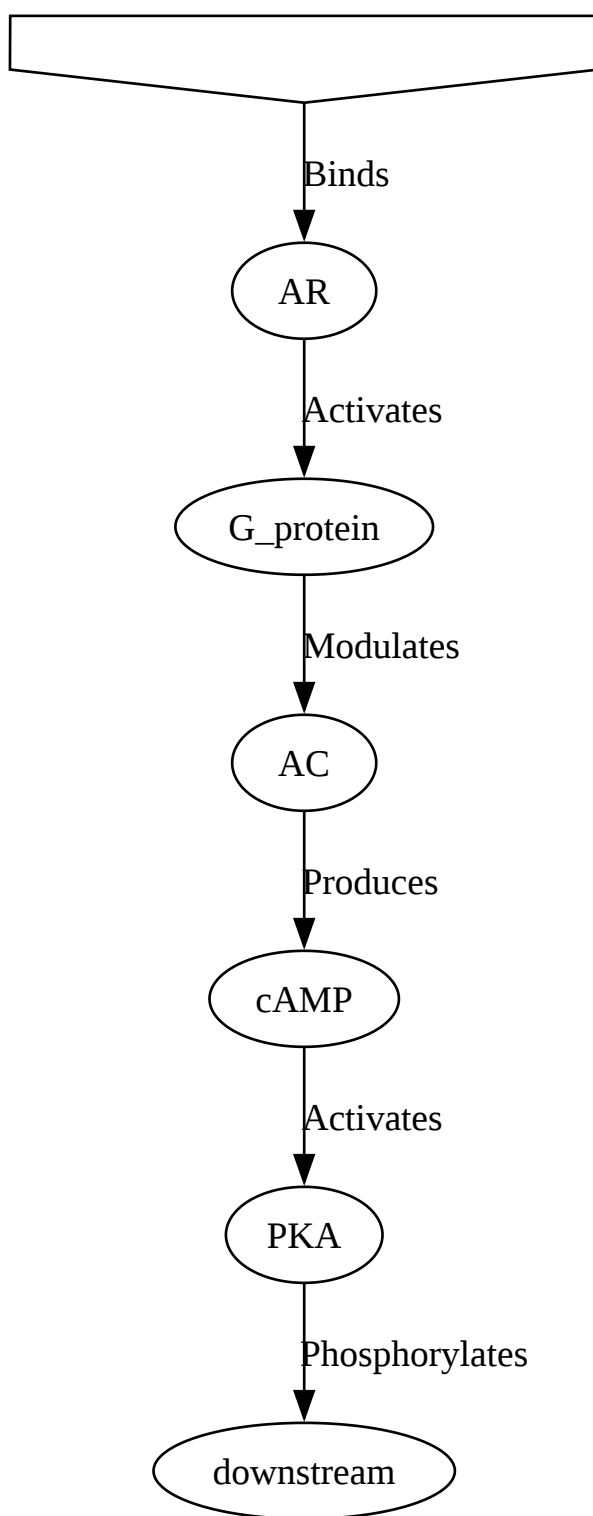 Binds
AR
Activates
G_protein
Modulates
AC
Produces
cAMP
Activates
PKA
Phosphorylates
downstream